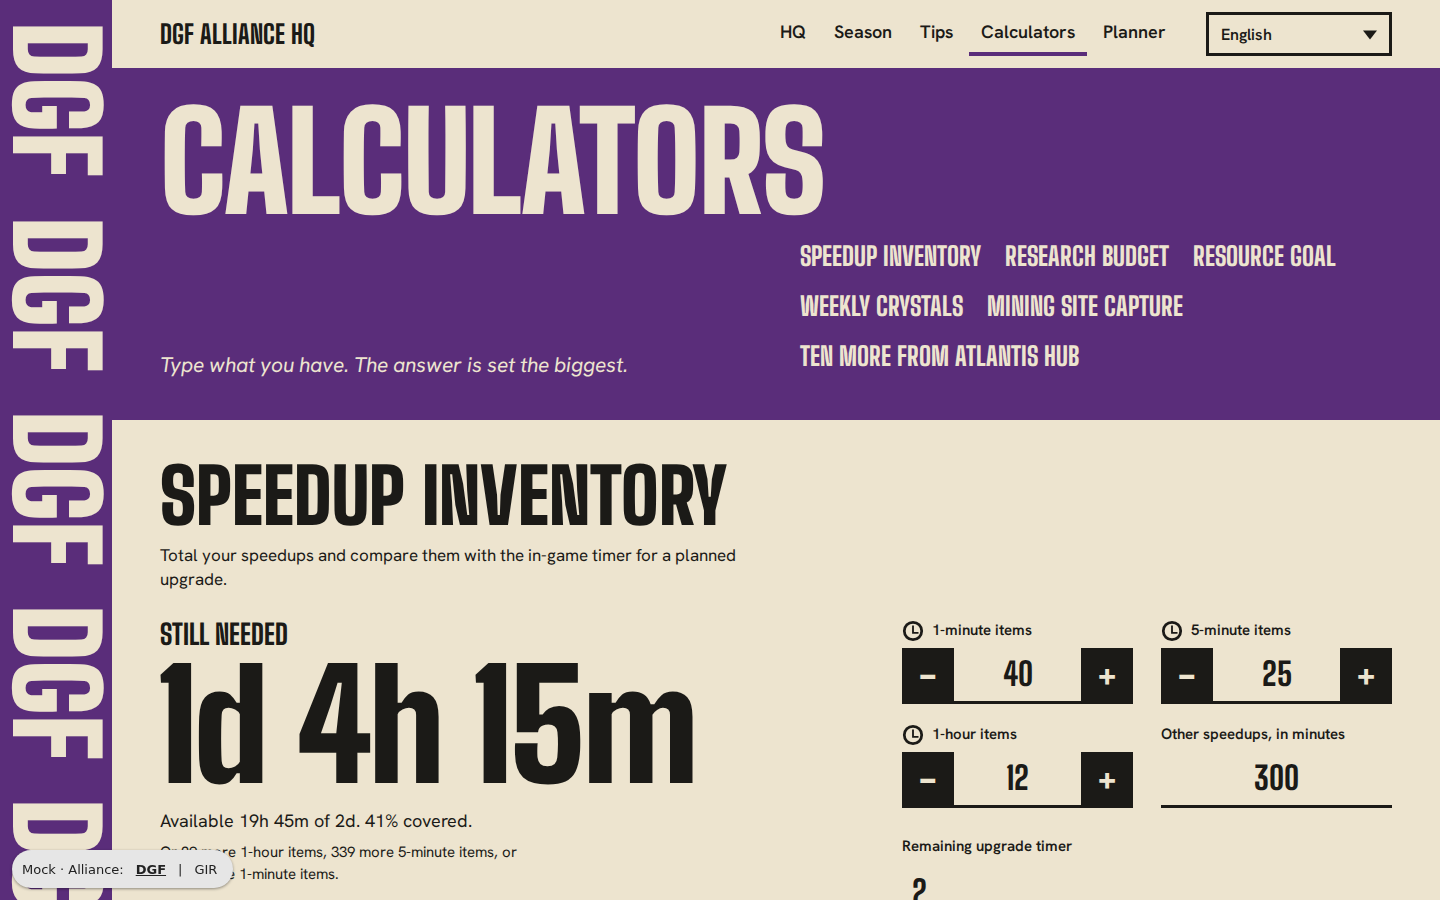 DGF ALLIANCE HQ
HQ Season Tips Calculators Planner English
DGF DGF DGF DGF
CALCULATORS
SPEEDUP INVENTORY RESEARCH BUDGET RESOURCE GOAL
WEEKLY CRYSTALS MINING SITE CAPTURE
TEN MORE FROM ATLANTIS HUB
Type what you have. The answer is set the biggest.
SPEEDUP INVENTORY
Total your speedups and compare them with the in-game timer for a planned
upgrade.
STILL NEEDED
1d 4h 15m
Available 19h 45m of 2d. 41% covered.
more 1-hour items, 339 more 5-minute items, or
1-minute items.
1-minute items
− 40 +
5-minute items
− 25 +
1-hour items
− 12 +
Other speedups, in minutes
300
Remaining upgrade timer
2
Mock · Alliance: DGF | GIR